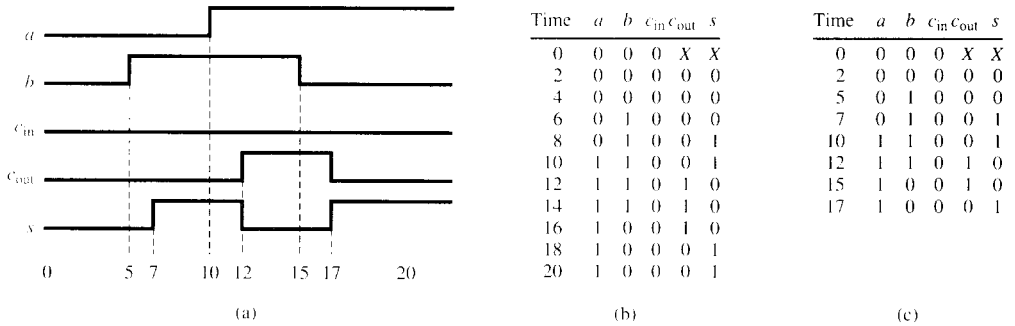 a
b
c_in
c_out
s
0 5 7 10 12 15 17 20
(a)
Time a b c_in c_out s
0 0 0 0 X X
2 0 0 0 0 0
4 0 0 0 0 0
6 0 1 0 0 0
8 0 1 0 0 1
10 1 1 0 0 1
12 1 1 0 1 0
14 1 1 0 1 0
16 1 0 0 1 0
18 1 0 0 0 1
20 1 0 0 0 1
(b)
Time a b c_in c_out s
0 0 0 0 X X
2 0 0 0 0 0
5 0 1 0 0 0
7 0 1 0 0 1
10 1 1 0 0 1
12 1 1 0 1 0
15 1 0 0 1 0
17 1 0 0 0 1
(c)